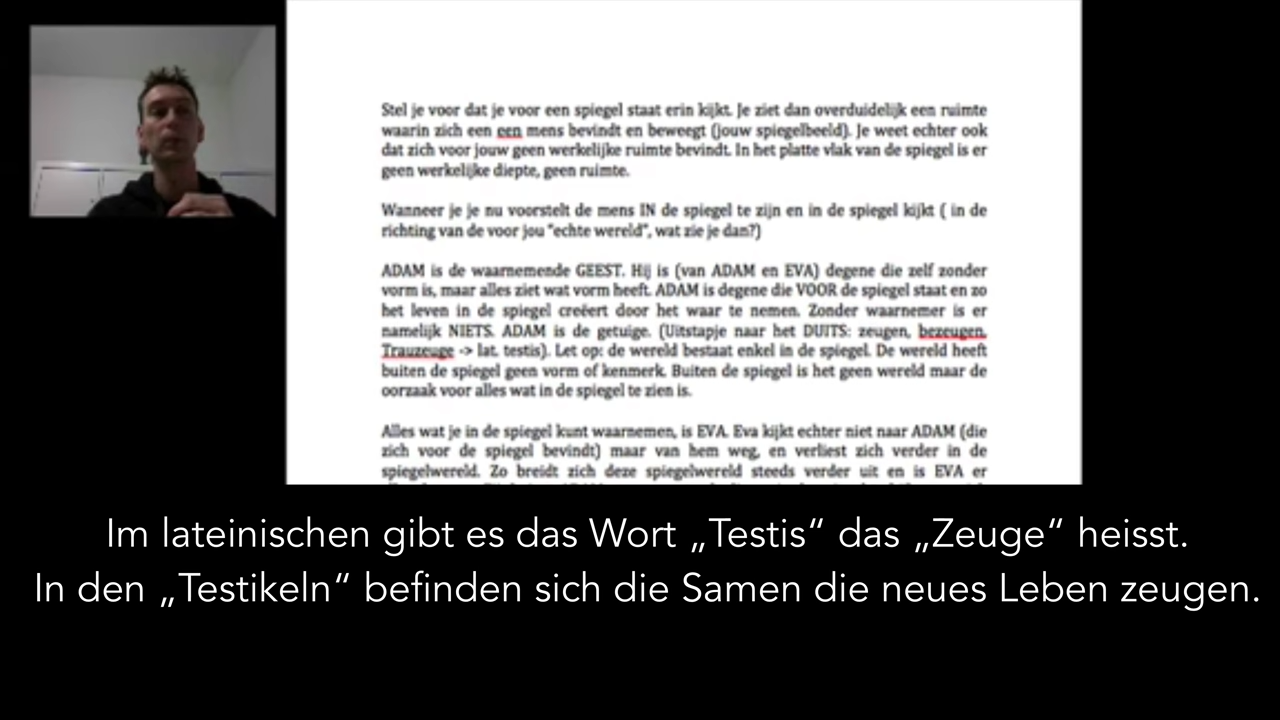 Stel je voor dat je voor een spiegel staat erin kijkt. Je ziet dan overduidelijk een ruimte
waarin zich een een mens bevindt en beweegt (jouw spiegelbeeld). Je weet echter ook
dat zich voor jouw geen werkelijke ruimte bevindt. In het platte vlak van de spiegel is er
geen werkelijke diepte, geen ruimte.
Wanneer je je nu voorstelt de mens IN de spiegel te zijn en in de spiegel kijkt ( in de
richting van de voor jou "echte wereld", wat zie je dan?)
ADAM is de waarnemende GEEST. Hij is (van ADAM en EVA) degene die zelf zonder
vorm is, maar alles ziet wat vorm heeft. ADAM is degene die VOOR de spiegel staat en zo
het leven in de spiegel creëert door het waar te nemen. Zonder waarnemer is er
namelijk NIETS. ADAM is de getuige. (Uitstapje naar het DUITS: zeugen, bezeugen,
Trauzeuge -> lat. testis). Let op: de wereld bestaat enkel in de spiegel. De wereld heeft
buiten de spiegel geen vorm of kenmerk. Buiten de spiegel is het geen wereld maar de
oorzaak voor alles wat in de spiegel te zien is.
Alles wat je in de spiegel kunt waarnemen, is EVA. Eva kijkt echter niet naar ADAM (die
zich voor de spiegel bevindt) maar van hem weg, en verliest zich verder in de
spiegelwereld. Zo breidt zich deze spiegelwereld steeds verder uit en is EVA er
Im lateinischen gibt es das Wort „Testis“ das „Zeuge“ heisst.
In den „Testikeln“ befinden sich die Samen die neues Leben zeugen.